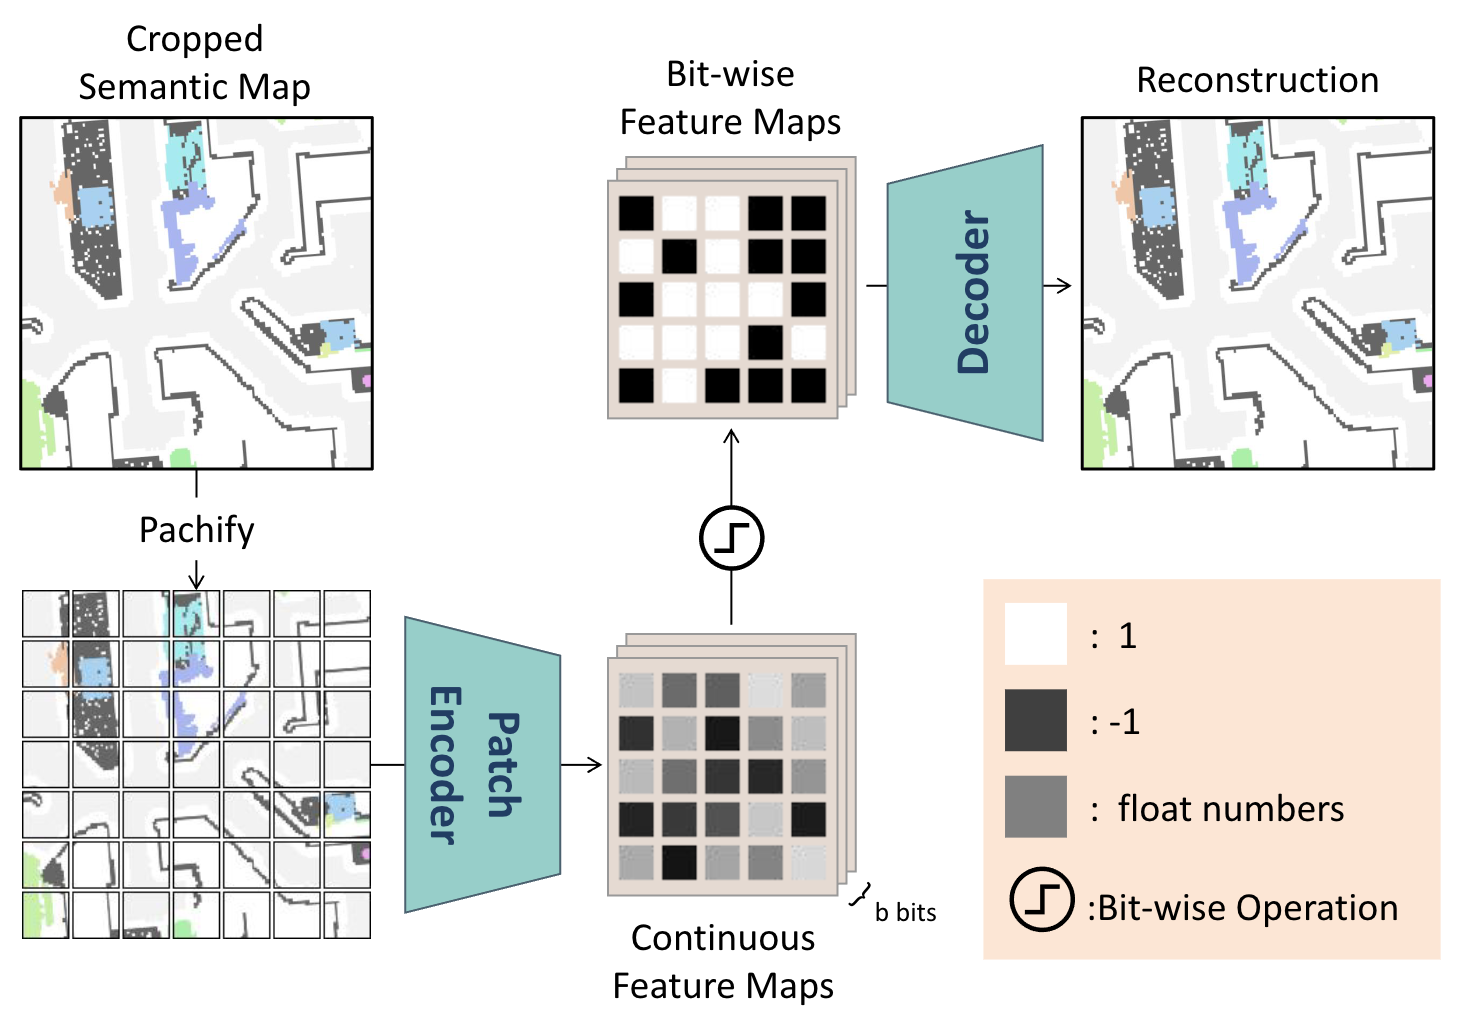 Cropped
Semantic Map
Pachify
Patch
Encoder
Continuous
Feature Maps
b bits
Bit-wise
Feature Maps
Decoder
Reconstruction
: 1
: -1
: float numbers
:Bit-wise Operation